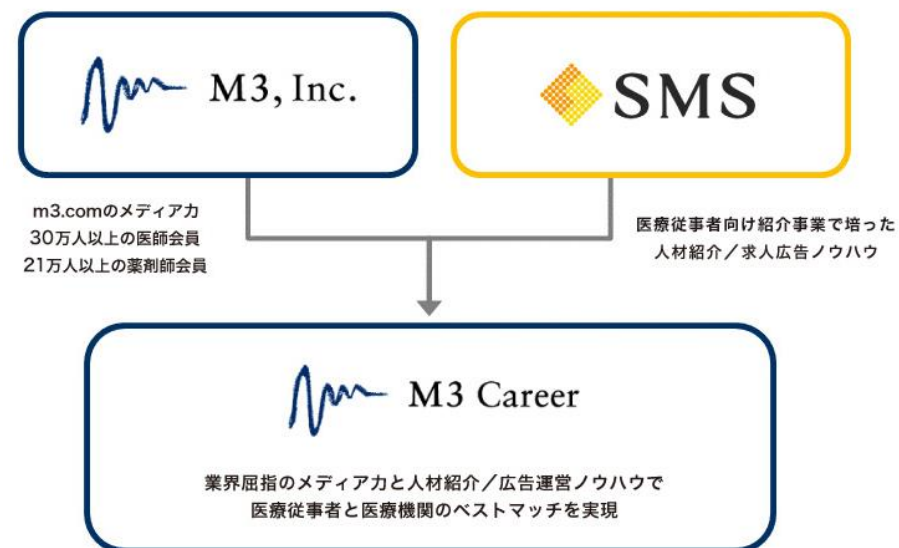 M3, Inc.
SMS
m3.comのメディア力
30万人以上の医師会員
21万人以上の薬剤師会員
医療従事者向け紹介事業で培った
人材紹介／求人広告ノウハウ
M3 Career
業界屈指のメディア力と人材紹介／広告運営ノウハウで
医療従事者と医療機関のベストマッチを実現